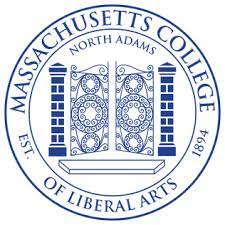 MASSACHUSETTS COLLEGE
NORTH ADAMS
EST. 1894
OF LIBERAL ARTS